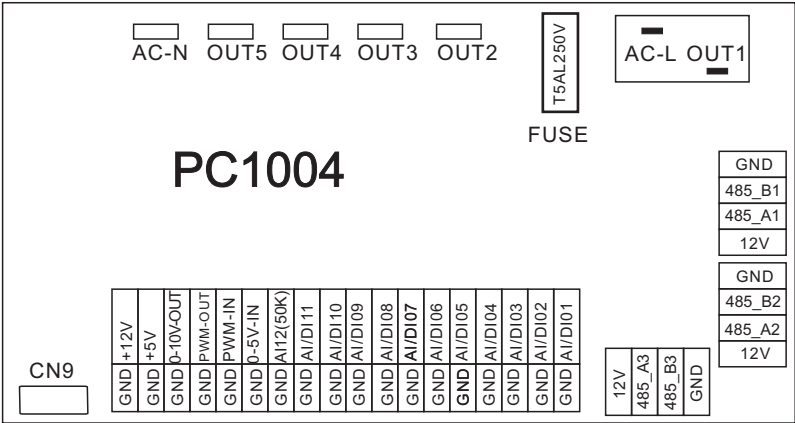 AC-N OUT5 OUT4 OUT3 OUT2
T5AL250V
FUSE
AC-L OUT1
PC1004
GND
485_B1
485_A1
12V
GND
485_B2
485_A2
12V
GND +12V
GND +5V
GND 0-10V-OUT
GND PWM-OUT
GND PWM-IN
GND 0-5V-IN
GND AI12(50K)
GND AI/DI11
GND AI/DI10
GND AI/DI09
GND AI/DI08
GND AI/DI07
GND AI/DI06
GND AI/DI05
GND AI/DI04
GND AI/DI03
GND AI/DI02
GND AI/DI01
12V
485_A3
485_B3
GND
CN9